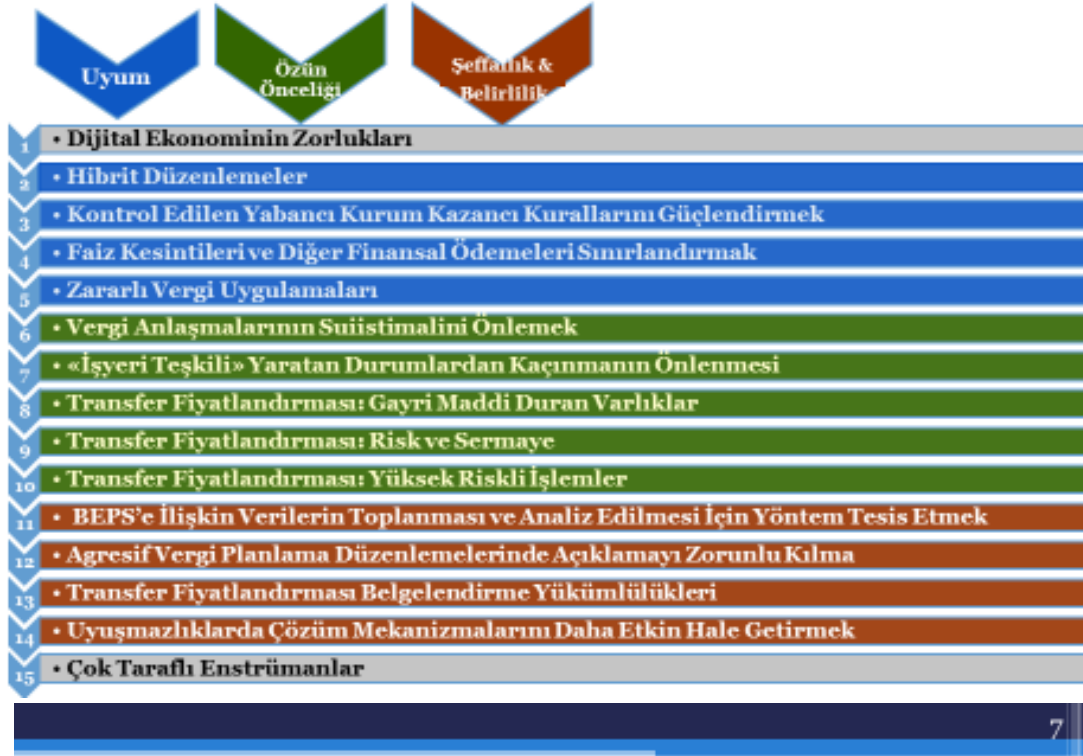 Uyum
Özün
Önceliği
Şeffaflık &
Belirlilik
1 • Dijital Ekonominin Zorlukları
2 • Hibrit Düzenlemeler
3 • Kontrol Edilen Yabancı Kurum Kazancı Kurallarını Güçlendirmek
4 • Faiz Kesintileri ve Diğer Finansal Ödemeleri Sınırlandırmak
5 • Zararlı Vergi Uygulamaları
6 • Vergi Anlaşmalarının Suiistimalini Önlemek
7 • «İşyeri Teşkili» Yaratan Durumlardan Kaçınmanın Önlenmesi
8 • Transfer Fiyatlandırması: Gayri Maddi Duran Varlıklar
9 • Transfer Fiyatlandırması: Risk ve Sermaye
10 • Transfer Fiyatlandırması: Yüksek Riskli İşlemler
11 • BEPS’e İlişkin Verilerin Toplanması ve Analiz Edilmesi İçin Yöntem Tesis Etmek
12 • Agresif Vergi Planlama Düzenlemelerinde Açıklamayı Zorunlu Kılma
13 • Transfer Fiyatlandırması Belgelendirme Yükümlülükleri
14 • Uyuşmazlıklarda Çözüm Mekanizmalarını Daha Etkin Hale Getirmek
15 • Çok Taraflı Enstrümanlar
7